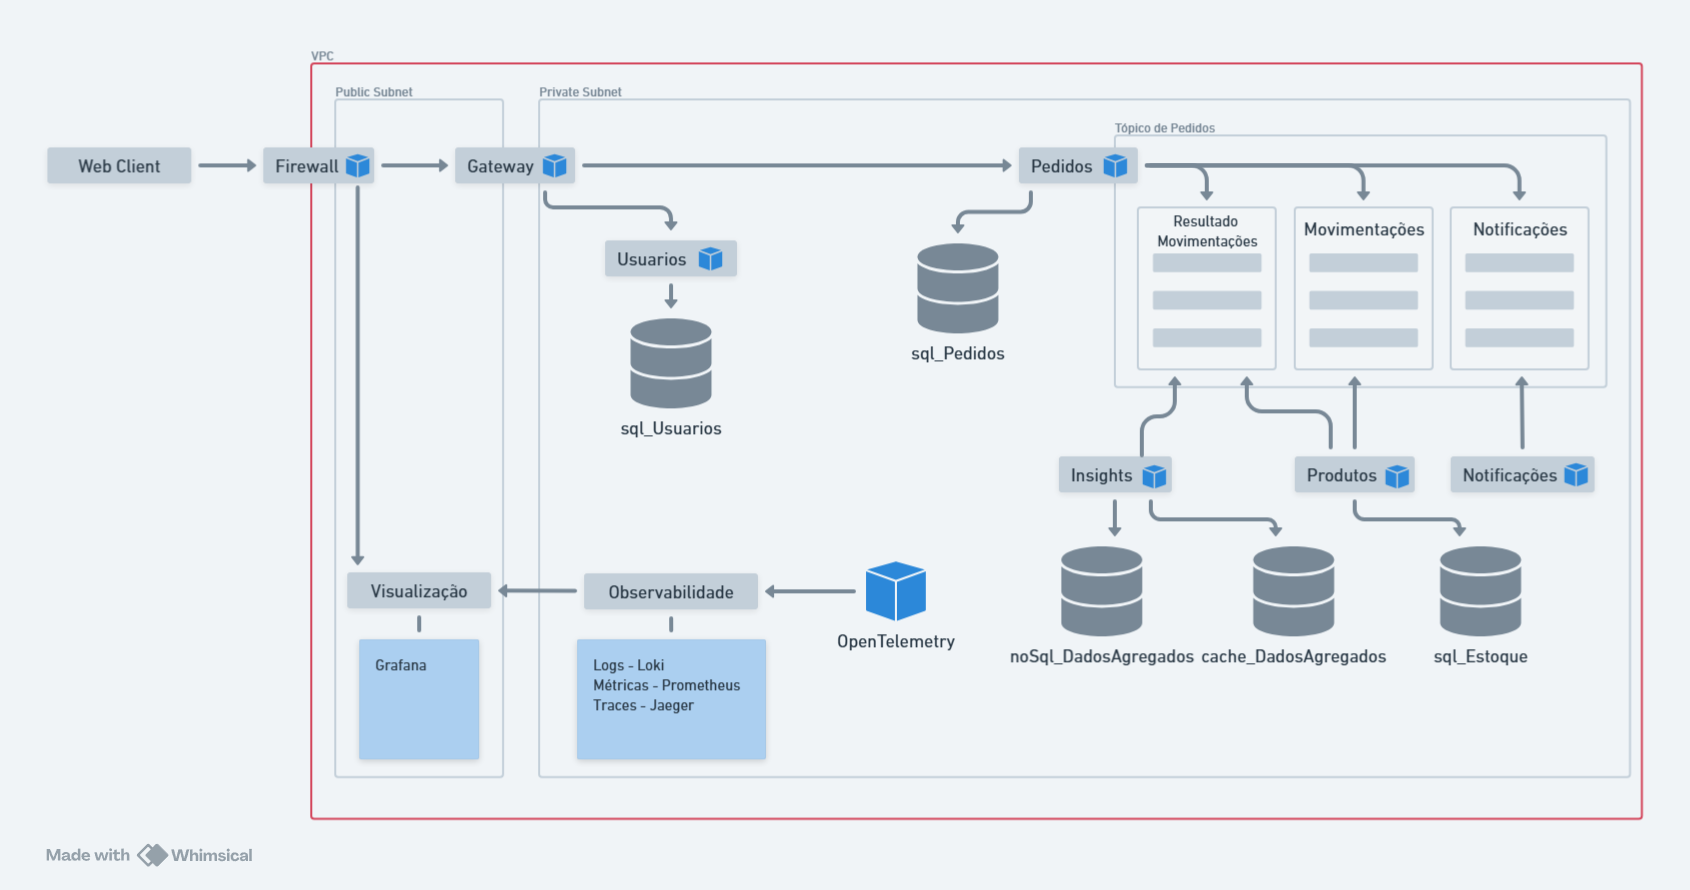 VPC
Public Subnet
Private Subnet
Tópico de Pedidos
Web Client
Firewall
Gateway
Pedidos
Resultado
Movimentações
Movimentações
Notificações
Usuarios
sql_Pedidos
sql_Usuarios
Insights
Produtos
Notificações
Visualização
Observabilidade
OpenTelemetry
noSql_DadosAgregados
cache_DadosAgregados
sql_Estoque
Grafana
Logs - Loki
Métricas - Prometheus
Traces - Jaeger
Made with Whimsical